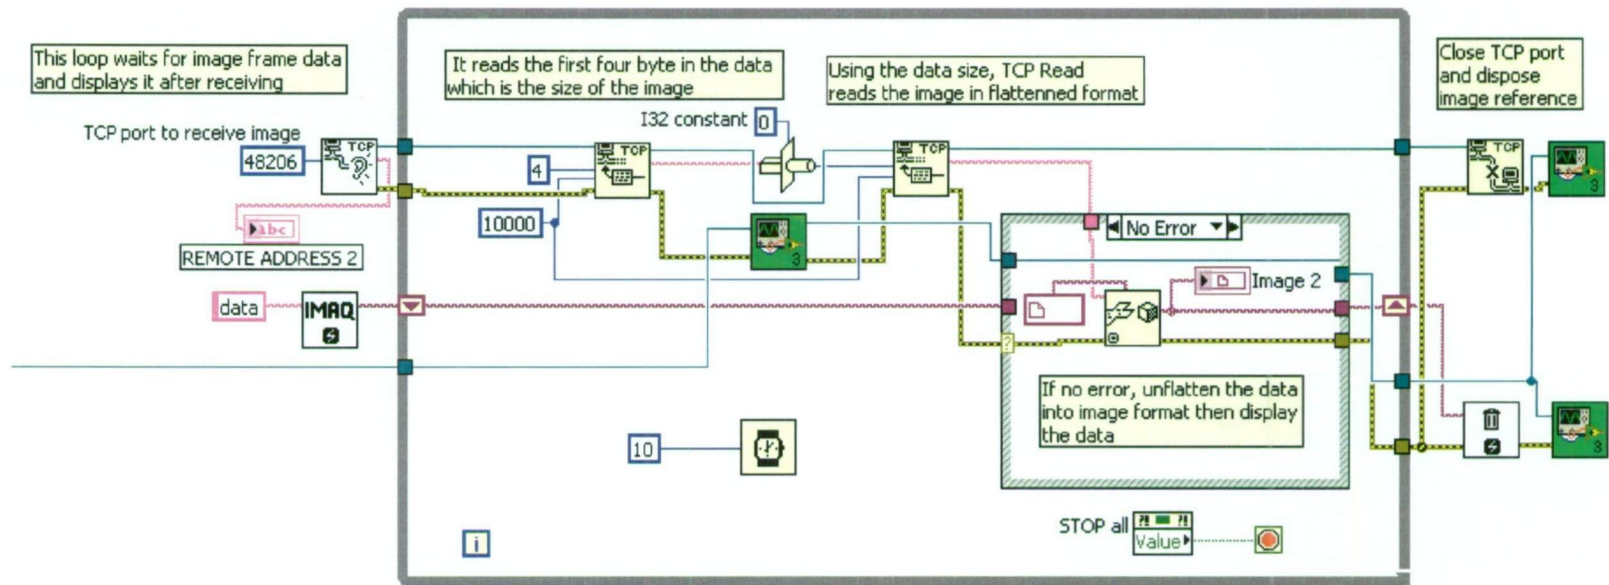 This loop waits for image frame data
and displays it after receiving
It reads the first four byte in the data
which is the size of the image
Using the data size, TCP Read
reads the image in flattenned format
Close TCP port
and dispose
image reference
I32 constant 0
TCP port to receive image
48206
TCP
4
TCP
TCP
TCP
3
10000
3
No Error
abc
REMOTE ADDRESS 2
Image 2
data
IMAQ
?
If no error, unflatten the data
into image format then display
the data
10
3
STOP all
?! ?!
Value
i